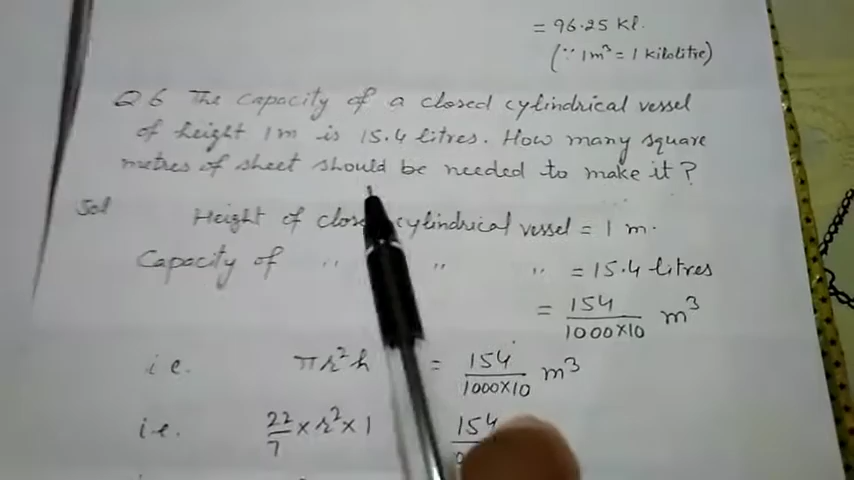 = 96.25 Kl.
(∵ 1m³ = 1 kilolitre)
Q 6 The capacity of a closed cylindrical vessel
of height 1m is 15.4 litres. How many square
metres of sheet should be needed to make it?
Sol Height of closed cylindrical vessel = 1 m.
Capacity of " " " = 15.4 litres
= 154/1000×10 m³
i.e. πr²h = 154/1000×10 m³
i.e. 22/7 × r² × 1 154